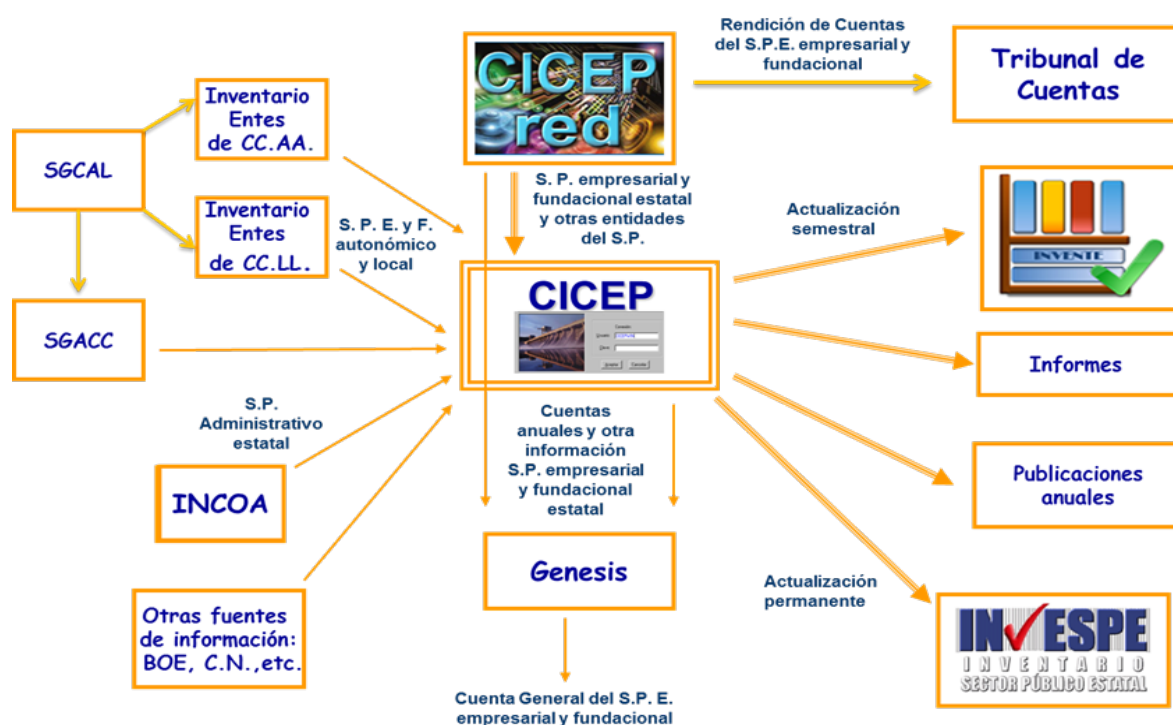 CICEP
red
Rendición de Cuentas
del S.P.E. empresarial y
fundacional
Tribunal de
Cuentas
Inventario
Entes
de CC.AA.
SGCAL
Inventario
Entes
de CC.LL.
S. P. E. y F.
autonómico
y local
S. P. empresarial y
fundacional estatal
y otras entidades
del S.P.
Actualización
semestral
INVENTE
SGACC
CICEP
Informes
S.P.
Administrativo
estatal
INCOA
Cuentas
anuales y otra
información
S.P. empresarial
y fundacional
estatal
Publicaciones
anuales
Genesis
Actualización
permanente
Otras fuentes
de información:
BOE, C.N.,etc.
INVESPE
INVENTARIO
SECTOR PÚBLICO ESTATAL
Cuenta General del S.P. E.
empresarial y fundacional